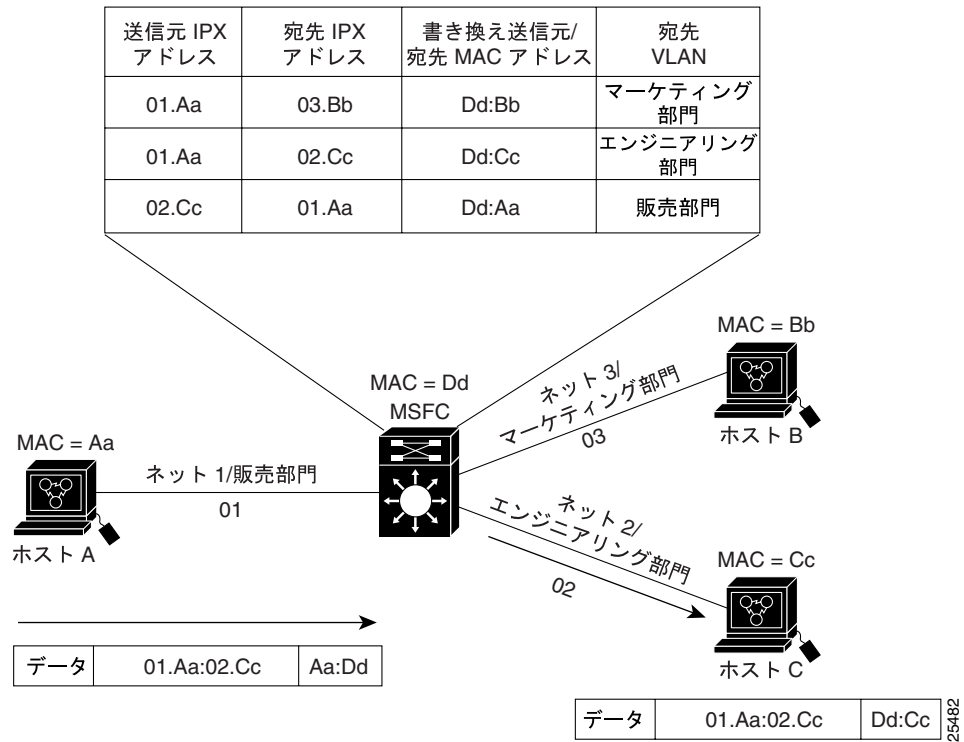 送信元 IPX
アドレス
宛先 IPX
アドレス
書き換え送信元/
宛先 MAC アドレス
宛先
VLAN
01.Aa
03.Bb
Dd:Bb
マーケティング
部門
01.Aa
02.Cc
Dd:Cc
エンジニアリング
部門
02.Cc
01.Aa
Dd:Aa
販売部門
MAC = Bb
ホスト B
MAC = Dd
MSFC
ネット 3/
マーケティング部門
03
MAC = Aa
ホスト A
ネット 1/販売部門
01
ネット 2/
エンジニアリング部門
02
MAC = Cc
ホスト C
データ
01.Aa:02.Cc
Aa:Dd
データ
01.Aa:02.Cc
Dd:Cc
25482